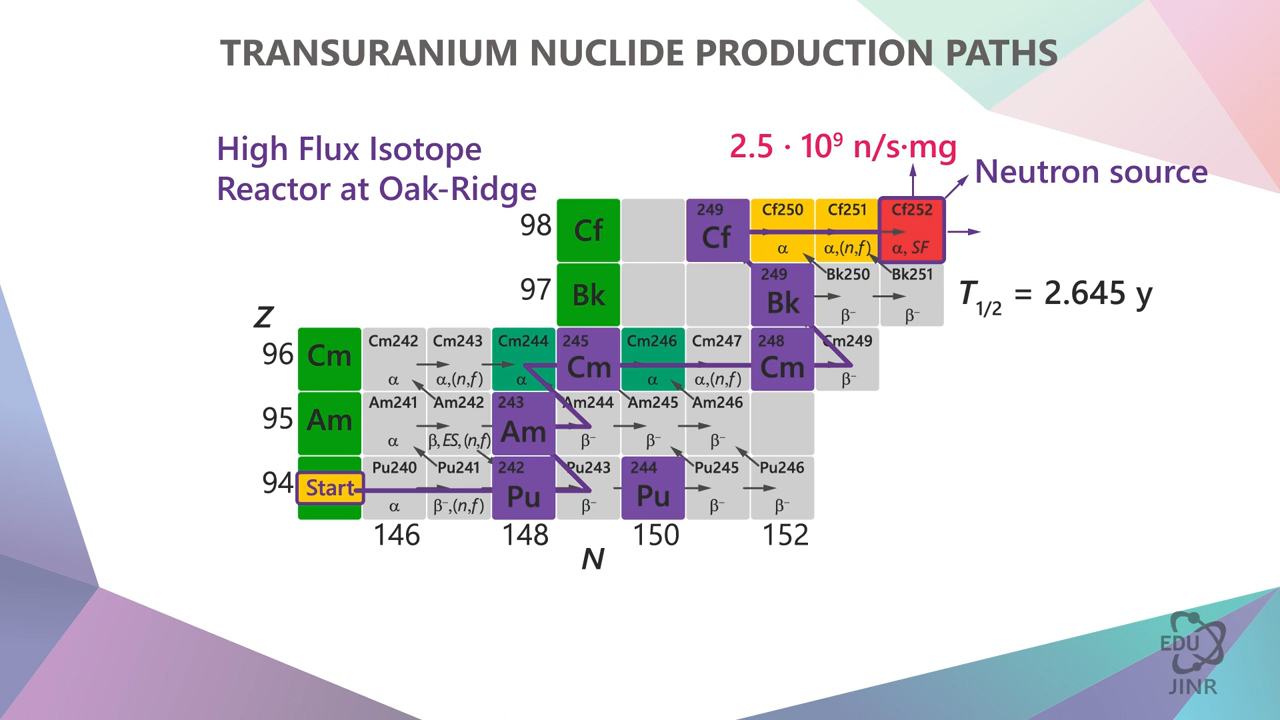 TRANSURANIUM NUCLIDE PRODUCTION PATHS
High Flux Isotope
Reactor at Oak-Ridge
2.5 · 10⁹ n/s·mg
Neutron source
98 Cf 249 Cf Cf250 α Cf251 α,(n,f) Cf252 α, SF
97 Bk 249 Bk Bk250 β⁻ Bk251 β⁻
T1/2 = 2.645 y
Z
96 Cm Cm242 α Cm243 α,(n,f) Cm244 α 245 Cm Cm246 α Cm247 α,(n,f) 248 Cm Cm249 β⁻
95 Am Am241 α Am242 β, ES, (n,f) 243 Am Am244 β⁻ Am245 β⁻ Am246 β⁻
94 Start Pu240 α Pu241 β⁻,(n,f) 242 Pu Pu243 β⁻ 244 Pu Pu245 β⁻ Pu246 β⁻
146 148 150 152
N
EDU
JINR